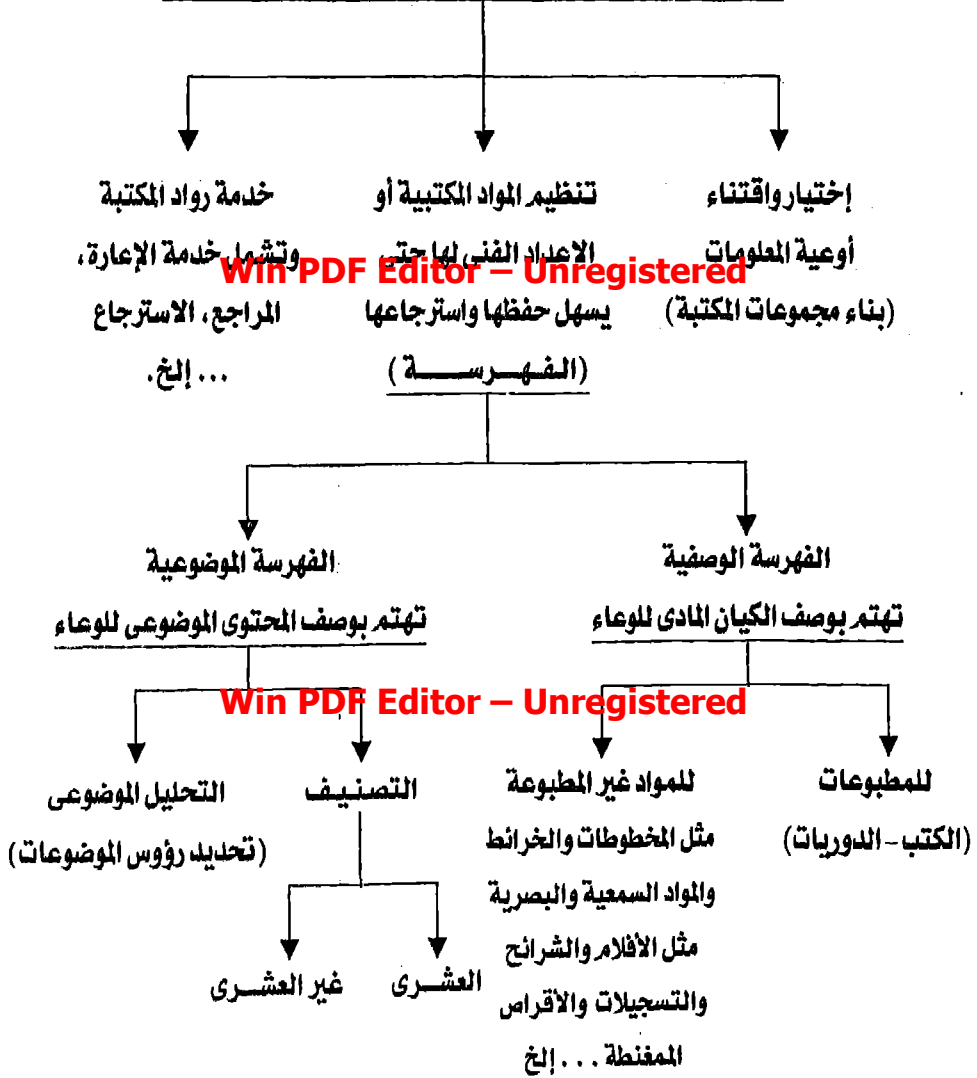 إختيار واقتناء
أوعية المعلومات
(بناء مجموعات المكتبة)
تنظيم المواد المكتبية أو
الاعداد الفنى لها حتى
يسهل حفظها واسترجاعها
(الفهرسة)
خدمة رواد المكتبة
وتشمل خدمة الإعارة،
المراجع، الاسترجاع
... إلخ.
Win PDF Editor – Unregistered
الفهرسة الوصفية
تهتم بوصف الكيان المادى للوعاء
الفهرسة الموضوعية
تهتم بوصف المحتوى الموضوعى للوعاء
Win PDF Editor – Unregistered
للمطبوعات
(الكتب - الدوريات)
للمواد غير المطبوعة
مثل المخطوطات والخرائط
والمواد السمعية والبصرية
مثل الأفلام والشرائح
والتسجيلات والأقراص
الممغنطة ... إلخ
التصنيف
التحليل الموضوعى
(تحديد رؤوس الموضوعات)
العشرى
غير العشرى